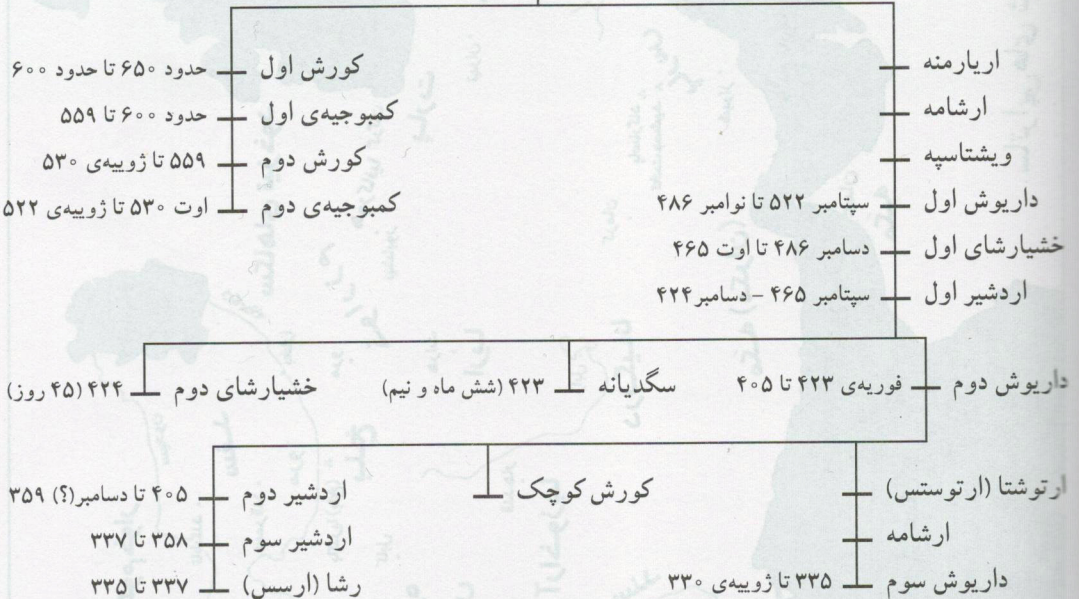 اریارمنه
ارشامه
ویشتاسپه
داریوش اول سپتامبر ۵۲۲ تا نوامبر ۴۸۶
خشیارشای اول دسامبر ۴۸۶ تا اوت ۴۶۵
اردشیر اول سپتامبر ۴۶۵ - دسامبر ۴۲۴
کورش اول حدود ۶۵۰ تا حدود ۶۰۰
کمبوجیه‌ی اول حدود ۶۰۰ تا ۵۵۹
کورش دوم ۵۵۹ تا ژوییه‌ی ۵۳۰
کمبوجیه‌ی دوم اوت ۵۳۰ تا ژوییه‌ی ۵۲۲
داریوش دوم فوریه‌ی ۴۲۳ تا ۴۰۵
سگدیانه ۴۲۳ (شش ماه و نیم)
خشیارشای دوم ۴۲۴ (۴۵ روز)
ارتوشتا (ارتوستس)
ارشامه
داریوش سوم ۳۳۵ تا ژوییه‌ی ۳۳۰
کورش کوچک
اردشیر دوم ۴۰۵ تا دسامبر(؟) ۳۵۹
اردشیر سوم ۳۵۸ تا ۳۳۷
رشا (ارسس) ۳۳۷ تا ۳۳۵